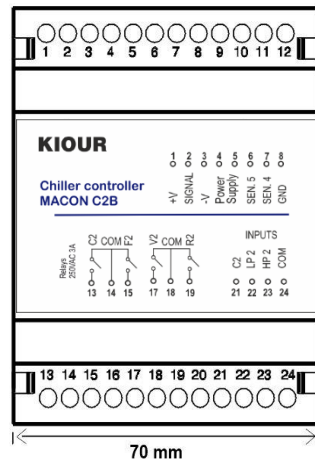 1 2 3 4 5 6 7 8 9 10 11 12
KIOUR
Chiller controller
MACON C2B
1 2 3 4 5 6 7 8
+V SIGNAL -V Power Supply SEN. 5 SEN. 4 GND
Relays 250VAC 3A
C2 COM F2 V2 COM R2
13 14 15 17 18 19
INPUTS
C2 LP 2 HP 2 COM
21 22 23 24
13 14 15 16 17 18 19 20 21 22 23 24
70 mm